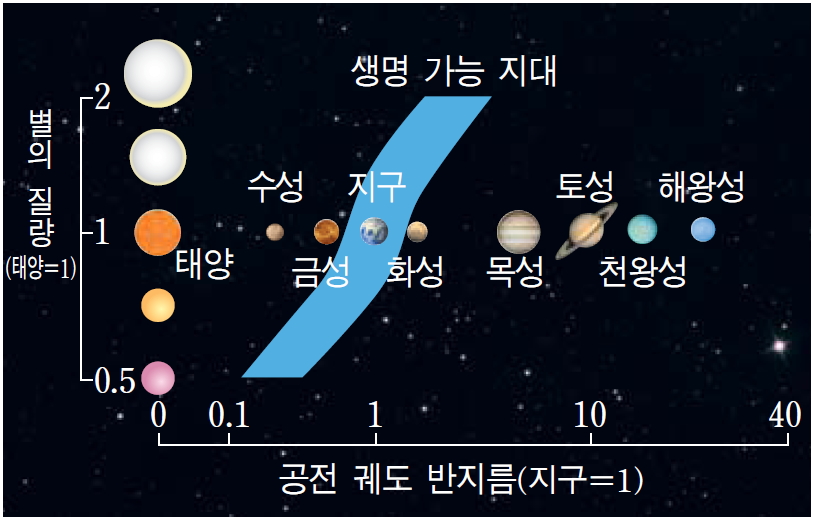 생명 가능 지대
별의 질량
(태양=1)
2
1
0.5
수성
지구
토성
해왕성
태양
금성
화성
목성
천왕성
0 0.1 1 10 40
공전 궤도 반지름(지구=1)